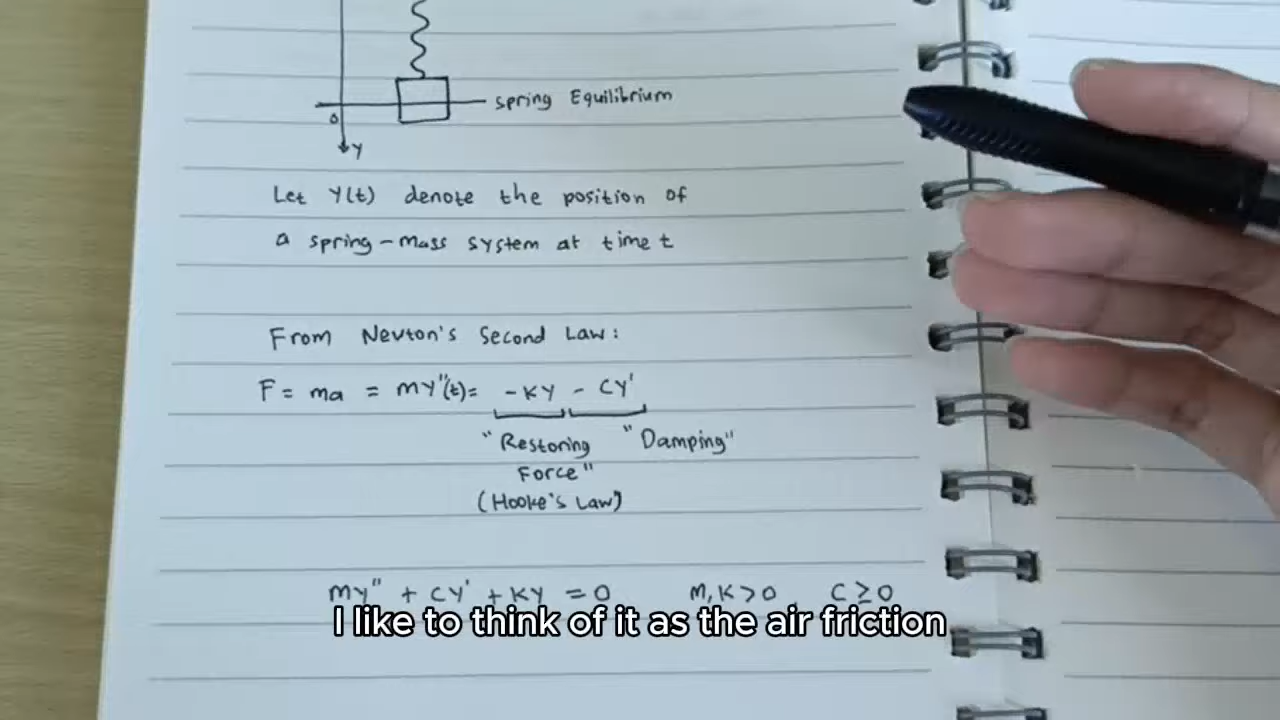 spring Equilibrium
0
Y
Let Y(t) denote the position of
a spring-mass system at time t
From Newton's Second Law:
F = ma = my"(t)= -ky - cy'
"Restoring Force" (Hooke's Law)
"Damping"
my" + cy' + ky = 0 m,k>0 c≥0
I like to think of it as the air friction